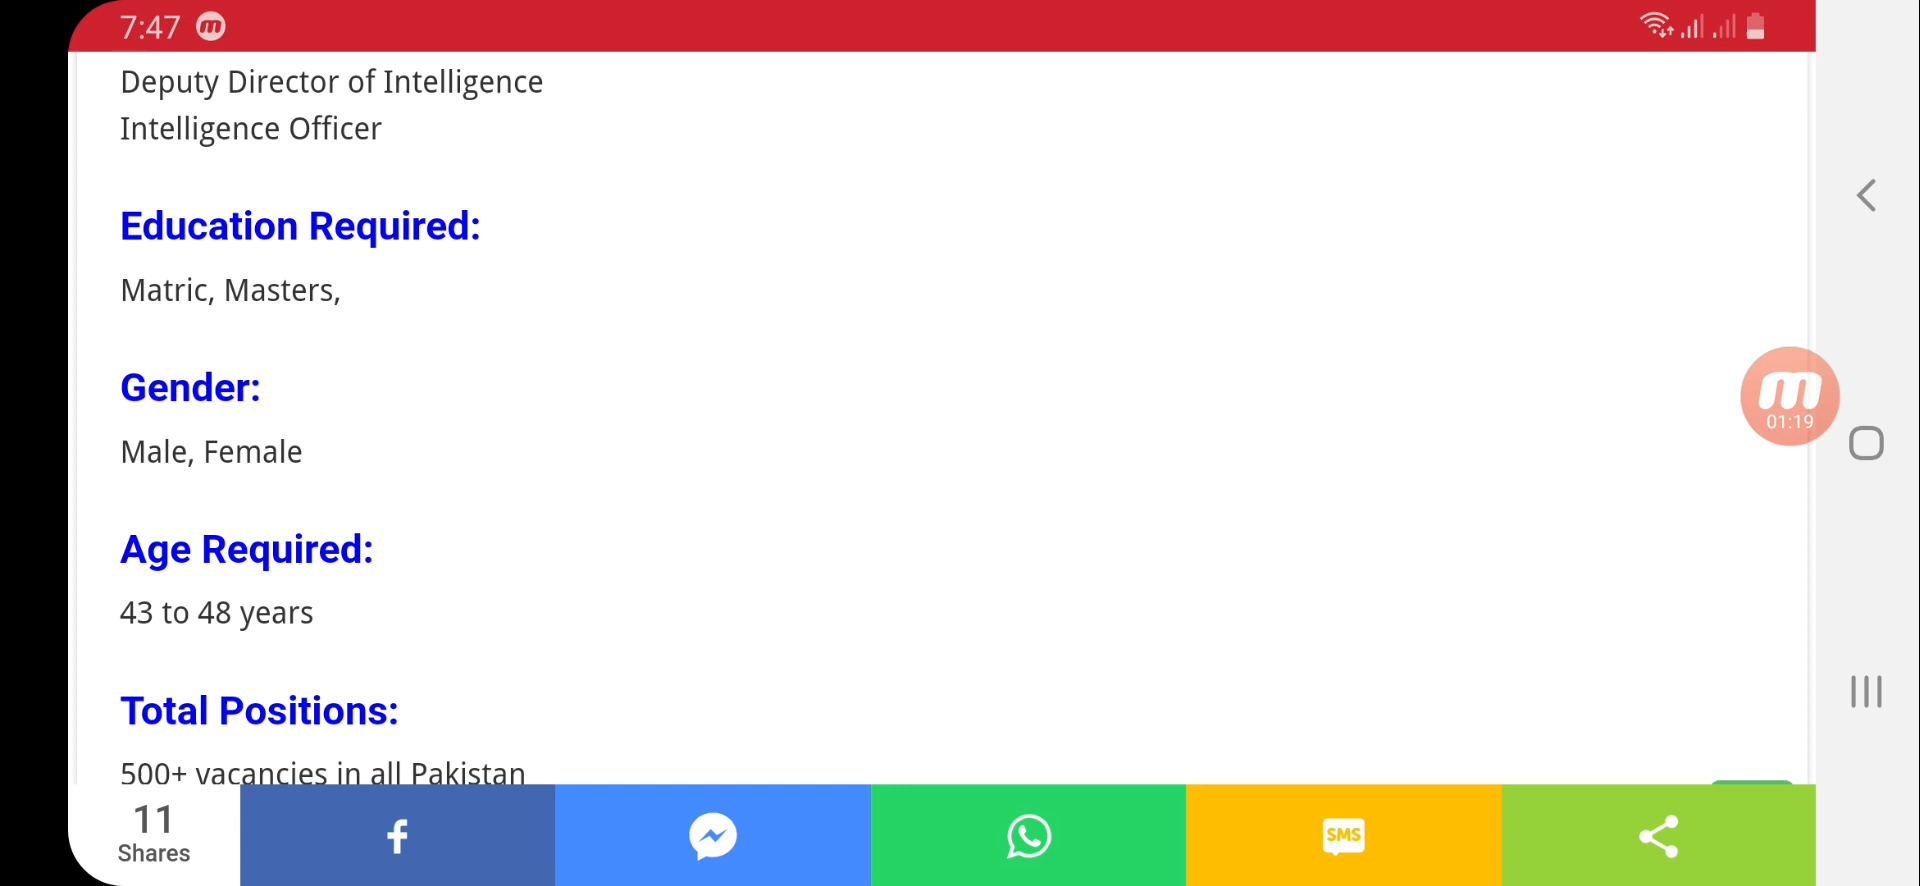 7:47
Deputy Director of Intelligence
Intelligence Officer
Education Required:
Matric, Masters,
Gender:
Male, Female
Age Required:
43 to 48 years
Total Positions:
500+ vacancies in all Pakistan
01:19
11
Shares
SMS